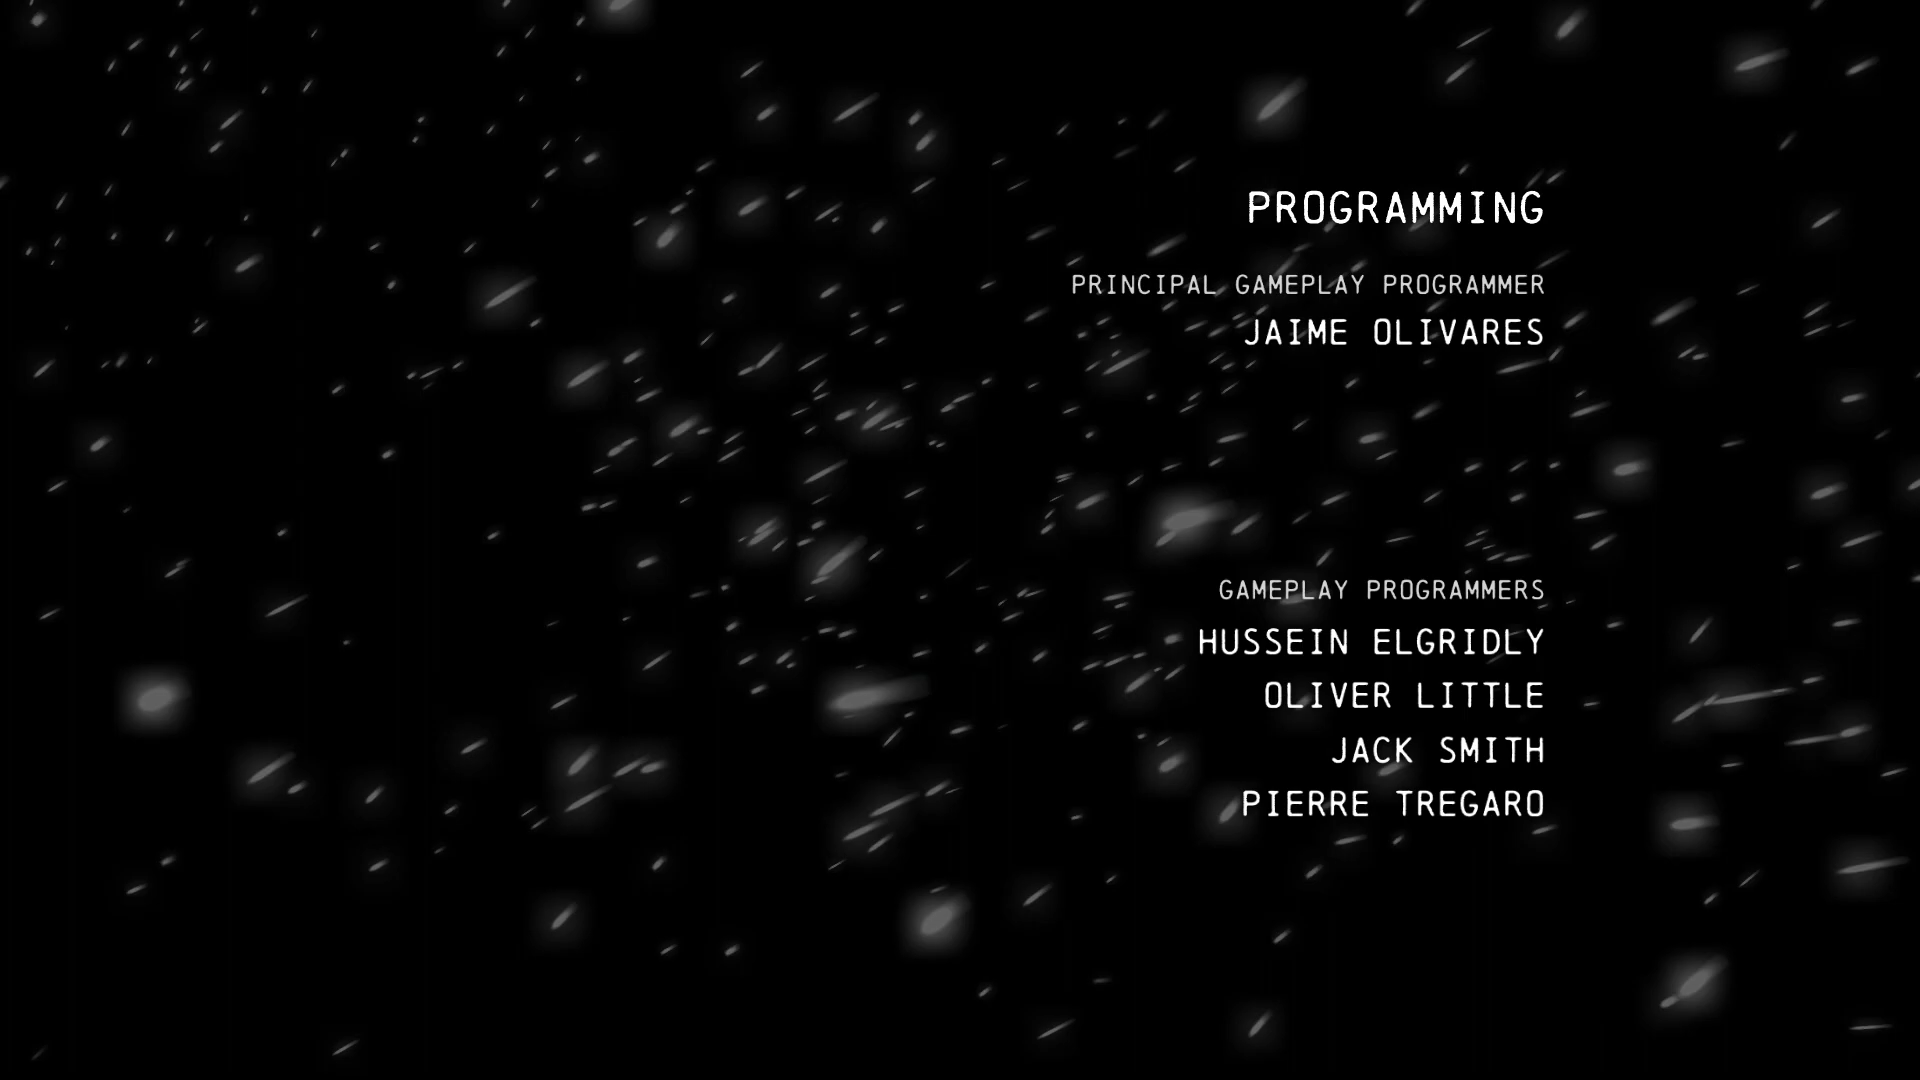 PROGRAMMING
PRINCIPAL GAMEPLAY PROGRAMMER
JAIME OLIVARES
GAMEPLAY PROGRAMMERS
HUSSEIN ELGRIDLY
OLIVER LITTLE
JACK SMITH
PIERRE TREGARO